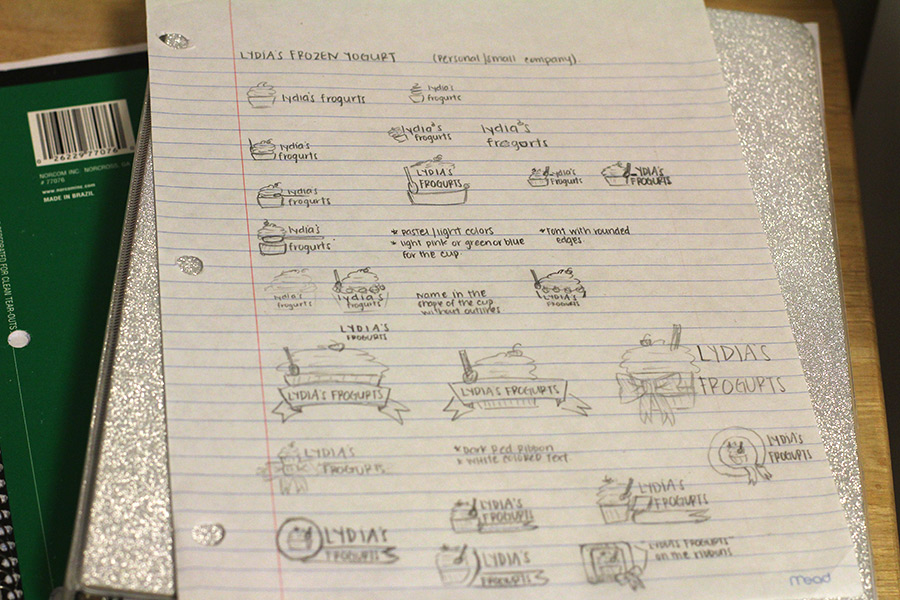 LYDIA'S FROZEN YOGURT (Personal/small company)
lydia's frogurts
lydia's
frogurts
lydia's
frogurts
lydia's
frogurts
lydia's
frogurts
LYDIA'S
FROGURTS
lydia's
frogurts
LYDIA'S
FROGURTS
lydia's
frogurts
lydia's
frogurts
* Pastel/light colors
* light pink or green or blue
for the cup.
* Font with rounded
edges.
lydia's
frogurts
lydia's
frogurts
Name in the
shape of the cup
without outlines
LYDIA'S
FROGURTS
LYDIA'S
FROGURTS
LYDIA'S FROGURTS
LYDIA'S FROGURTS
LYDIA'S
FROGURTS
LYDIA'S
FROGURTS
* Dark Red Ribbon
* White colored text
LYDIA'S
FROGURTS
LYDIA'S
FROGURTS
LYDIA'S
FROGURTS
LYDIA'S
FROGURTS
LYDIA'S
FROGURTS
"LYDIA'S FROGURTS"
on the ribbons
mead
NORCOM INC. NORCROSS, GA
# 77076
www.norcominc.com
MADE IN BRAZIL
26229 77076
FOR CLEAN TEAR-OUTS